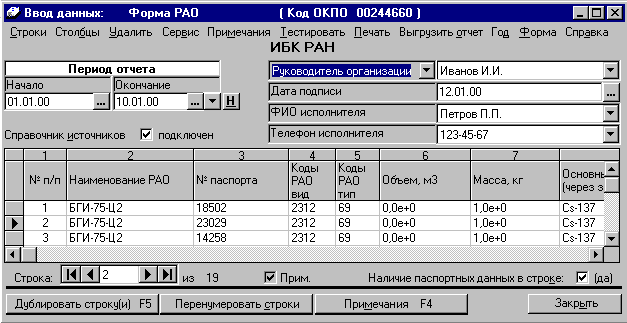 Ввод данных: Форма РАО ( Код ОКПО 00244660 )
Строки Столбцы Удалить Сервис Примечания Тестировать Печать Выгрузить отчет Год Форма Справка
ИБК РАН
Период отчета
Начало Окончание
01.01.00 ... 10.01.00 ... Н
Руководитель организации Иванов И.И.
Дата подписи 12.01.00 ...
ФИО исполнителя Петров П.П.
Телефон исполнителя 123-45-67
Справочник источников подключен
1 2 3 4 5 6 7
№ п/п Наименование РАО № паспорта Коды РАО вид Коды РАО тип Объем, м3 Масса, кг Основны (через з
1 БГИ-75-Ц2 18502 2312 69 0,0e+0 1,0e+0 Cs-137
2 БГИ-75-Ц2 23029 2312 69 0,0e+0 1,0e+0 Cs-137
3 БГИ-75-Ц2 14258 2312 69 0,0e+0 1,0e+0 Cs-137
Строка: 2 из 19 Прим. Наличие паспортных данных в строке: (да)
Дублировать строку(и) F5 Перенумеровать строки Примечания F4 Закрыть